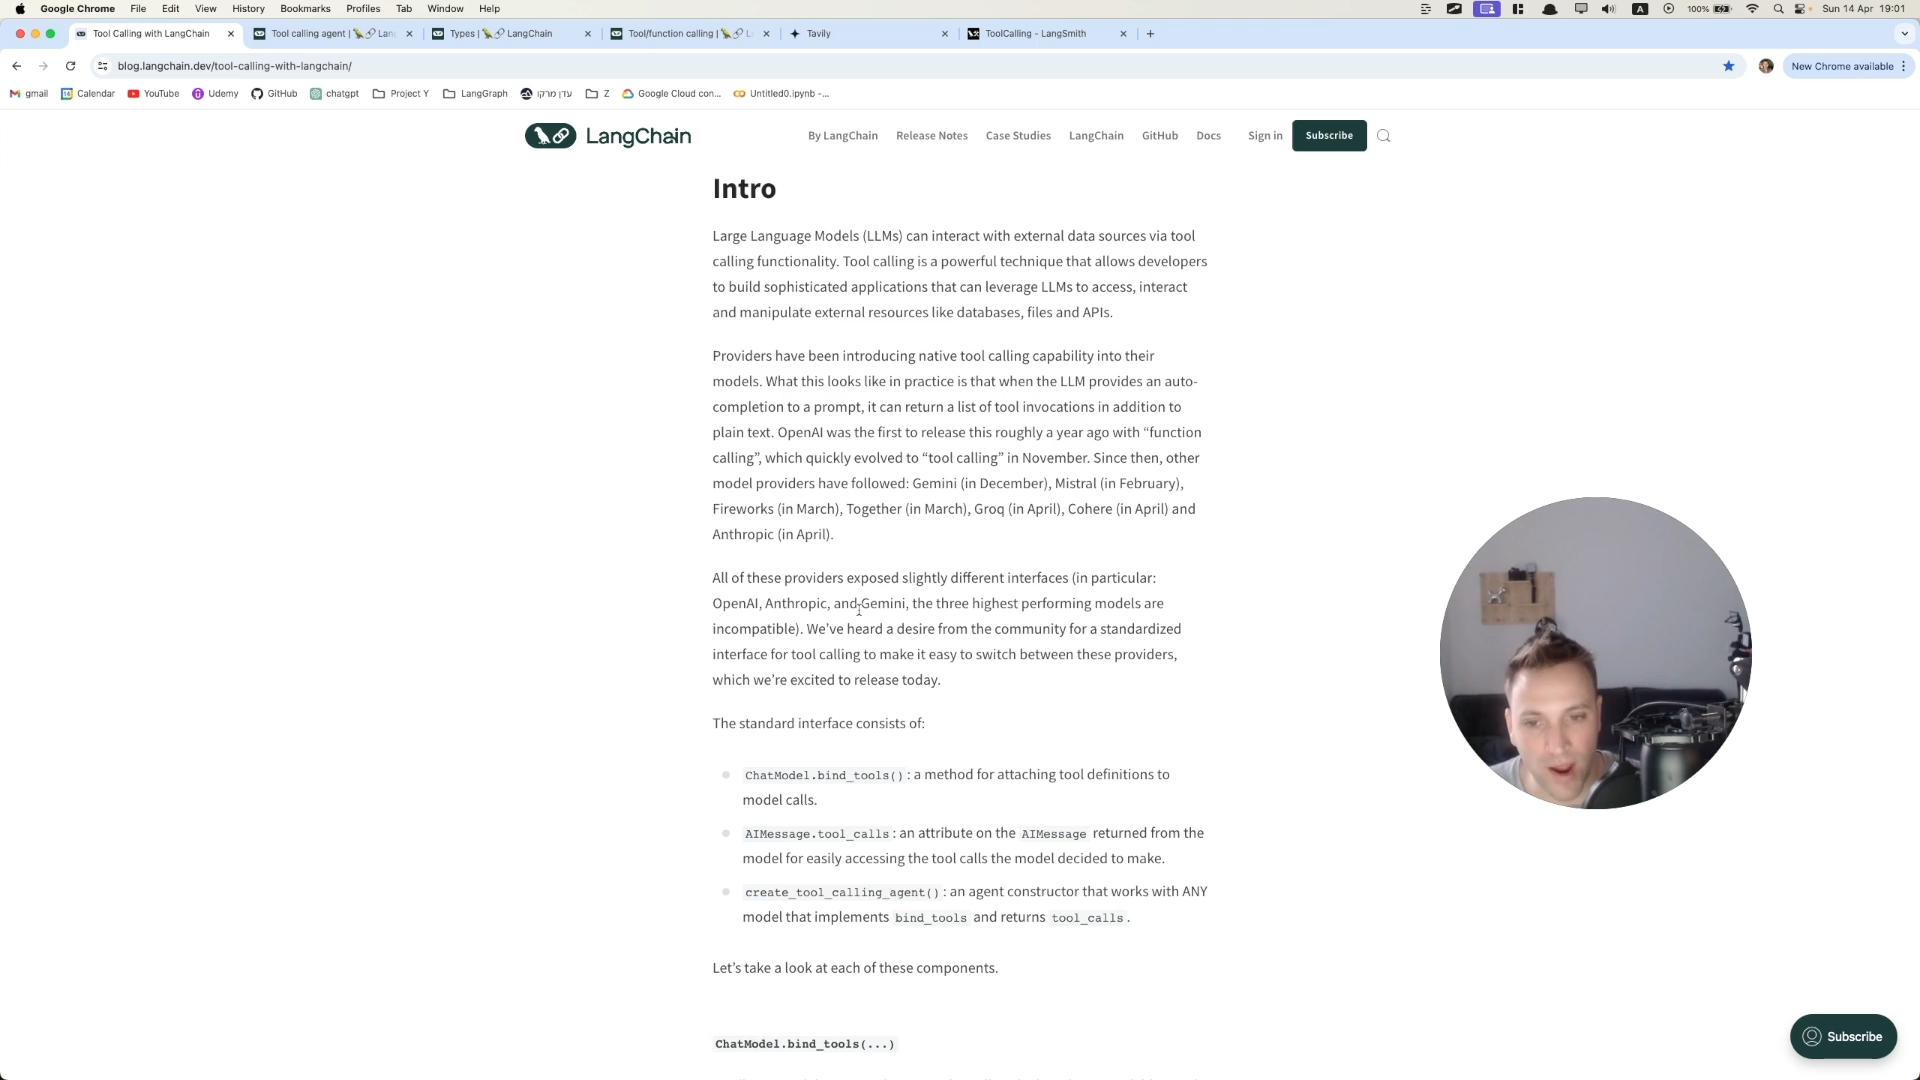 Google Chrome File Edit View History Bookmarks Profiles Tab Window Help 100% Sun 14 Apr 19:01
Tool Calling with LangChain Tool calling agent | Lang Types | LangChain Tool/function calling | L Tavily ToolCalling - LangSmith
blog.langchain.dev/tool-calling-with-langchain/ New Chrome available
gmail Calendar YouTube Udemy GitHub chatgpt Project Y LangGraph עדן מרקו Z Google Cloud con... Untitled0.ipynb -...
LangChain By LangChain Release Notes Case Studies LangChain GitHub Docs Sign in Subscribe
Intro
Large Language Models (LLMs) can interact with external data sources via tool
calling functionality. Tool calling is a powerful technique that allows developers
to build sophisticated applications that can leverage LLMs to access, interact
and manipulate external resources like databases, files and APIs.
Providers have been introducing native tool calling capability into their
models. What this looks like in practice is that when the LLM provides an auto-
completion to a prompt, it can return a list of tool invocations in addition to
plain text. OpenAI was the first to release this roughly a year ago with “function
calling”, which quickly evolved to “tool calling” in November. Since then, other
model providers have followed: Gemini (in December), Mistral (in February),
Fireworks (in March), Together (in March), Groq (in April), Cohere (in April) and
Anthropic (in April).
All of these providers exposed slightly different interfaces (in particular:
OpenAI, Anthropic, and Gemini, the three highest performing models are
incompatible). We’ve heard a desire from the community for a standardized
interface for tool calling to make it easy to switch between these providers,
which we’re excited to release today.
The standard interface consists of:
ChatModel.bind_tools(): a method for attaching tool definitions to
model calls.
AIMessage.tool_calls: an attribute on the AIMessage returned from the
model for easily accessing the tool calls the model decided to make.
create_tool_calling_agent(): an agent constructor that works with ANY
model that implements bind_tools and returns tool_calls.
Let’s take a look at each of these components.
ChatModel.bind_tools(...)
Subscribe